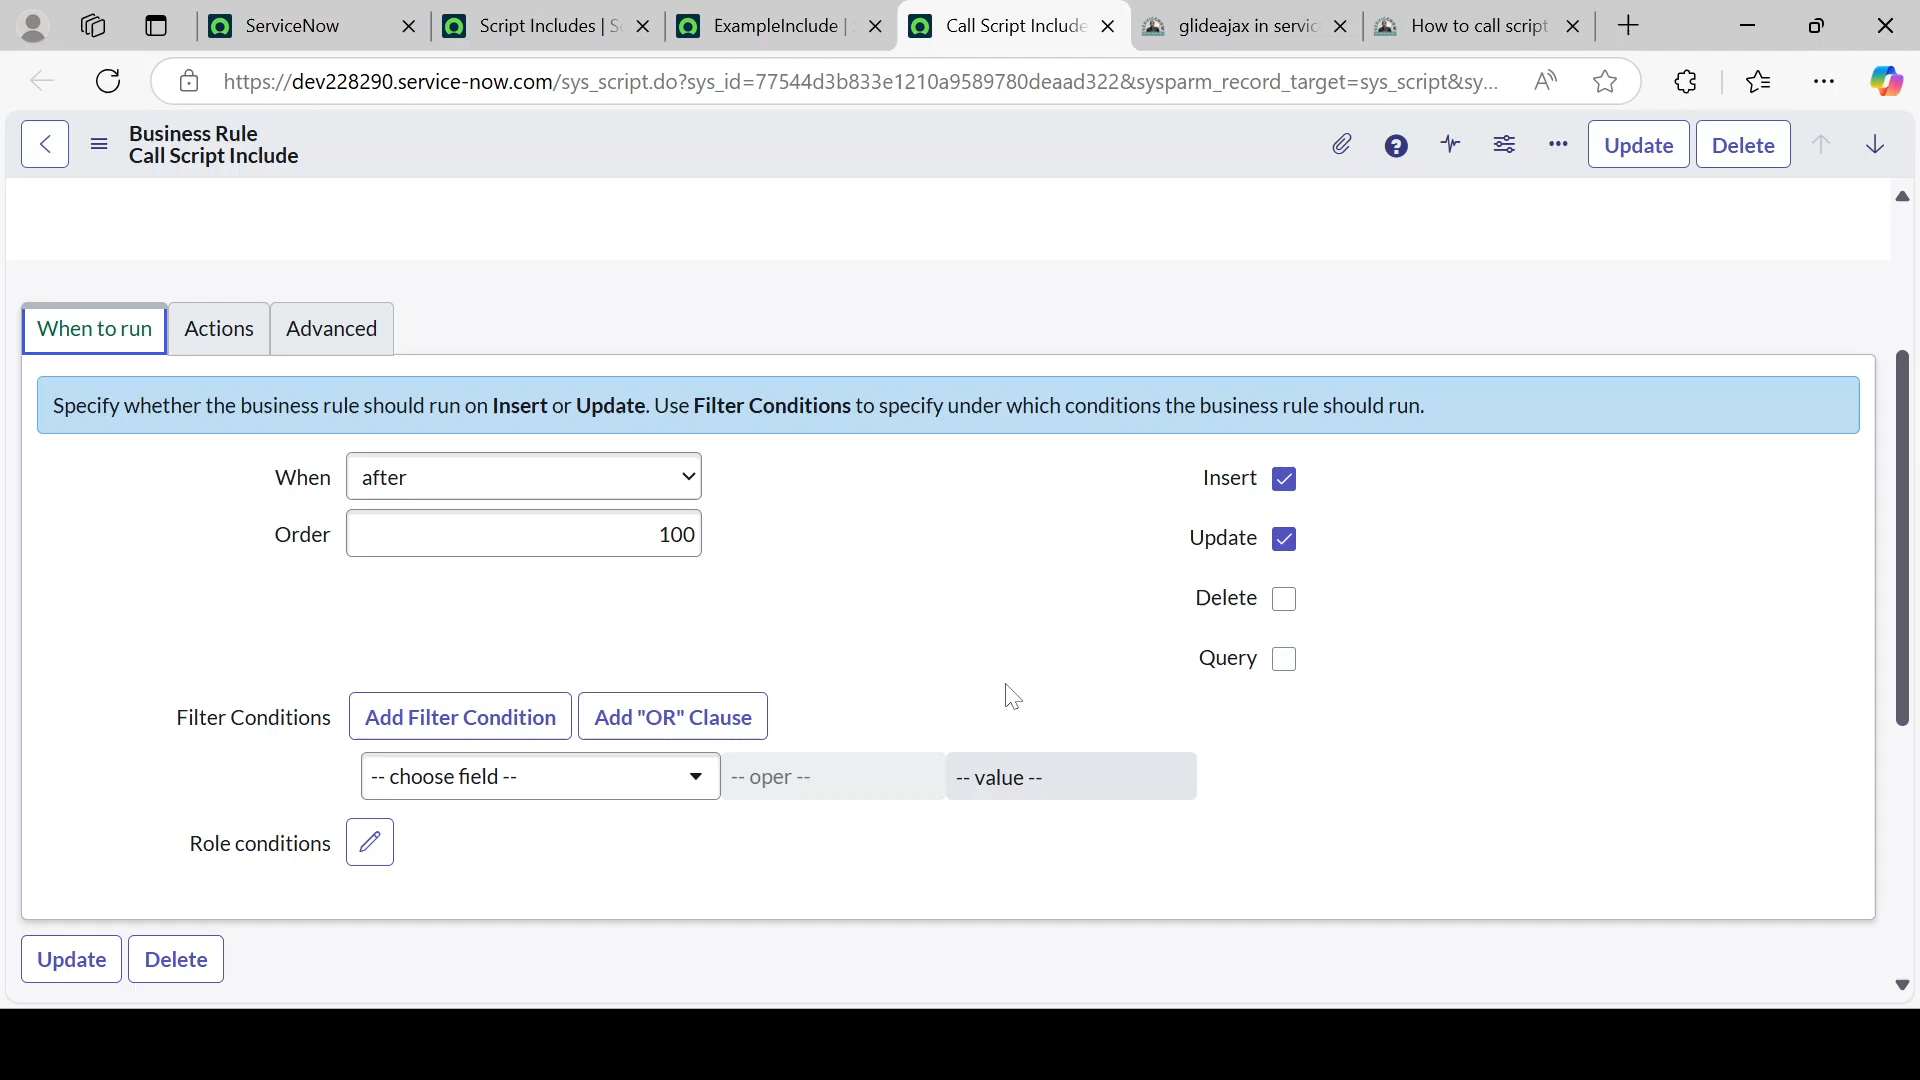 ServiceNow
Script Includes | S
ExampleInclude |
Call Script Include
glideajax in servic
How to call script
https://dev228290.service-now.com/sys_script.do?sys_id=77544d3b833e1210a9589780deaad322&sysparm_record_target=sys_script&sy...
Business Rule
Call Script Include
Update
Delete
When to run
Actions
Advanced
Specify whether the business rule should run on Insert or Update. Use Filter Conditions to specify under which conditions the business rule should run.
When
after
Insert
Order
100
Update
Delete
Query
Filter Conditions
Add Filter Condition
Add "OR" Clause
-- choose field --
-- oper --
-- value --
Role conditions
Update
Delete